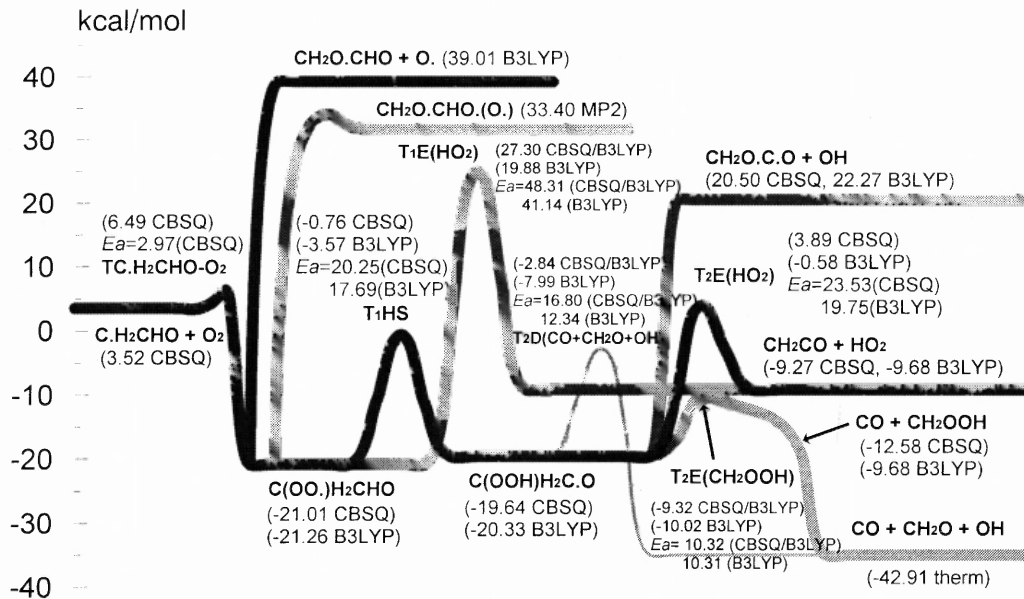 kcal/mol
40
30
20
10
0
-10
-20
-30
-40
CH2O.CHO + O. (39.01 B3LYP)
CH2O.CHO.(O.) (33.40 MP2)
T1E(HO2)
(27.30 CBSQ/B3LYP)
(19.88 B3LYP)
Ea=48.31 (CBSQ/B3LYP)
41.14 (B3LYP)
CH2O.C.O + OH
(20.50 CBSQ, 22.27 B3LYP)
(6.49 CBSQ)
Ea=2.97(CBSQ)
TC.H2CHO-O2
(-0.76 CBSQ)
(-3.57 B3LYP)
Ea=20.25(CBSQ)
17.69(B3LYP)
T1HS
(-2.84 CBSQ/B3LYP)
(-7.99 B3LYP)
Ea=16.80 (CBSQ/B3LYP)
12.34 (B3LYP)
T2D(CO+CH2O+OH)
T2E(HO2)
(3.89 CBSQ)
(-0.58 B3LYP)
Ea=23.53(CBSQ)
19.75(B3LYP)
C.H2CHO + O2
(3.52 CBSQ)
CH2CO + HO2
(-9.27 CBSQ, -9.68 B3LYP)
CO + CH2OOH
(-12.58 CBSQ)
(-9.68 B3LYP)
C(OO.)H2CHO
(-21.01 CBSQ)
(-21.26 B3LYP)
C(OOH)H2C.O
(-19.64 CBSQ)
(-20.33 B3LYP)
T2E(CH2OOH)
(-9.32 CBSQ/B3LYP)
(-10.02 B3LYP)
Ea= 10.32 (CBSQ/B3LYP)
10.31 (B3LYP)
CO + CH2O + OH
(-42.91 therm)